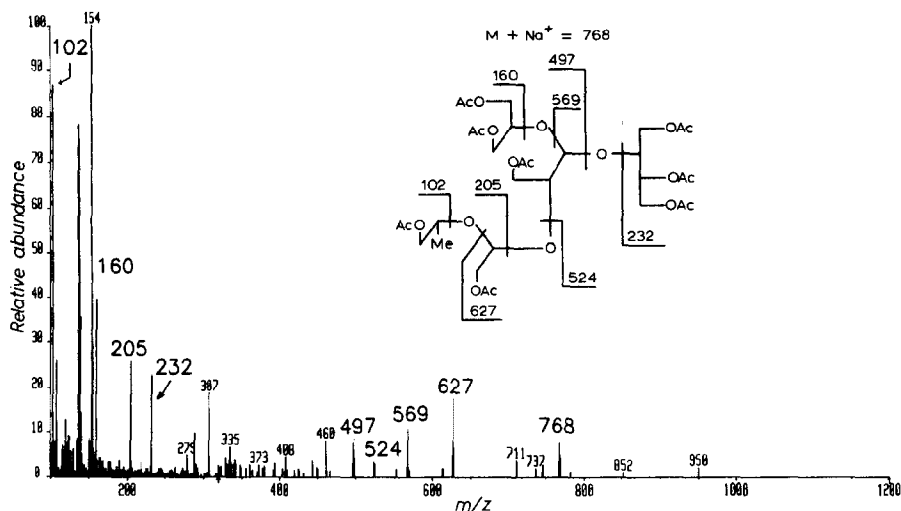 M + Na⁺ = 768
154
102
160
205
232
307
279
335
373
408
460
497
524
569
627
711
737
768
852
950
160
497
569
AcO
AcO
O
O
OAc
OAc
OAc
OAc
102
205
232
AcO
O
Me
O
OAc
524
627
100
90
80
70
60
50
40
30
20
10
0
Relative abundance
200
400
600
800
1000
1200
m/z